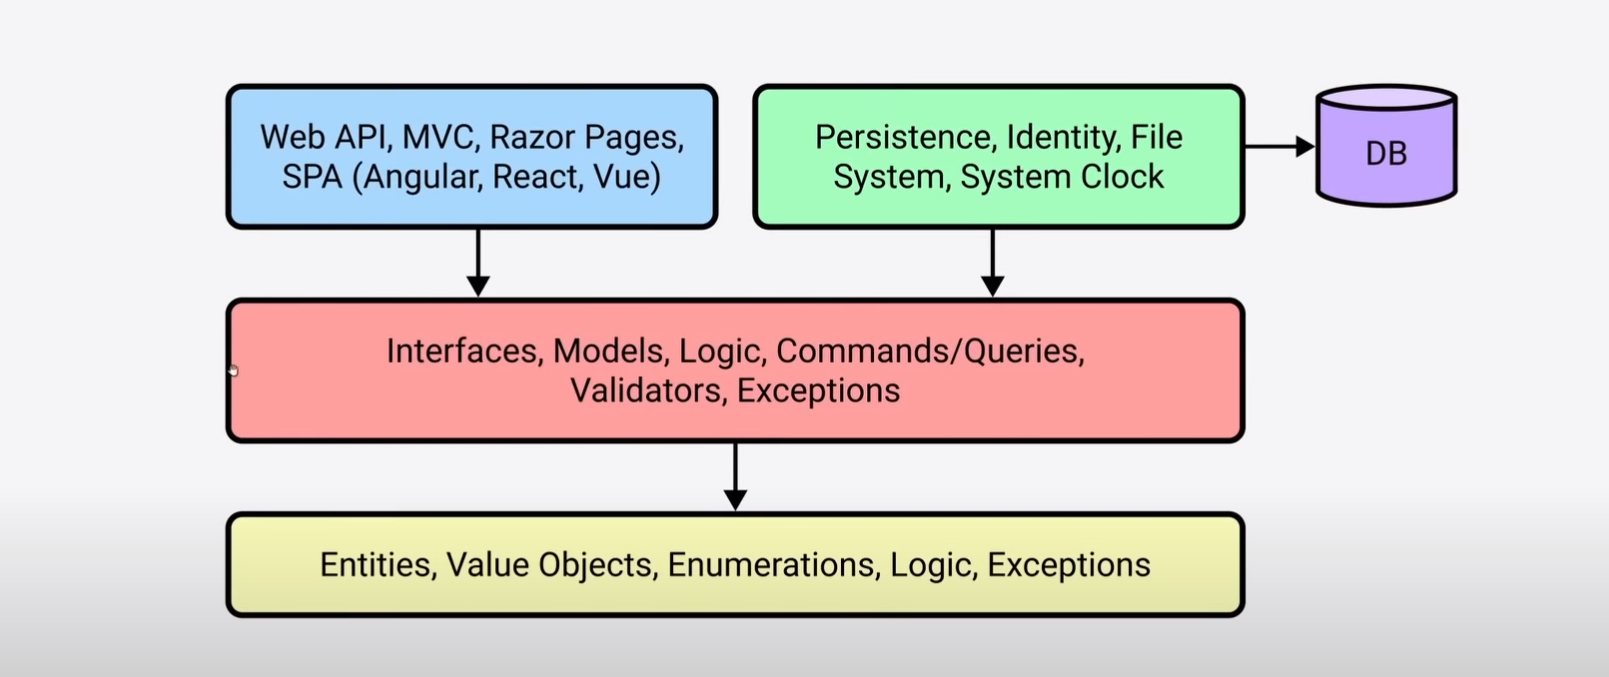 Web API, MVC, Razor Pages,
SPA (Angular, React, Vue)
Persistence, Identity, File
System, System Clock
DB
Interfaces, Models, Logic, Commands/Queries,
Validators, Exceptions
Entities, Value Objects, Enumerations, Logic, Exceptions